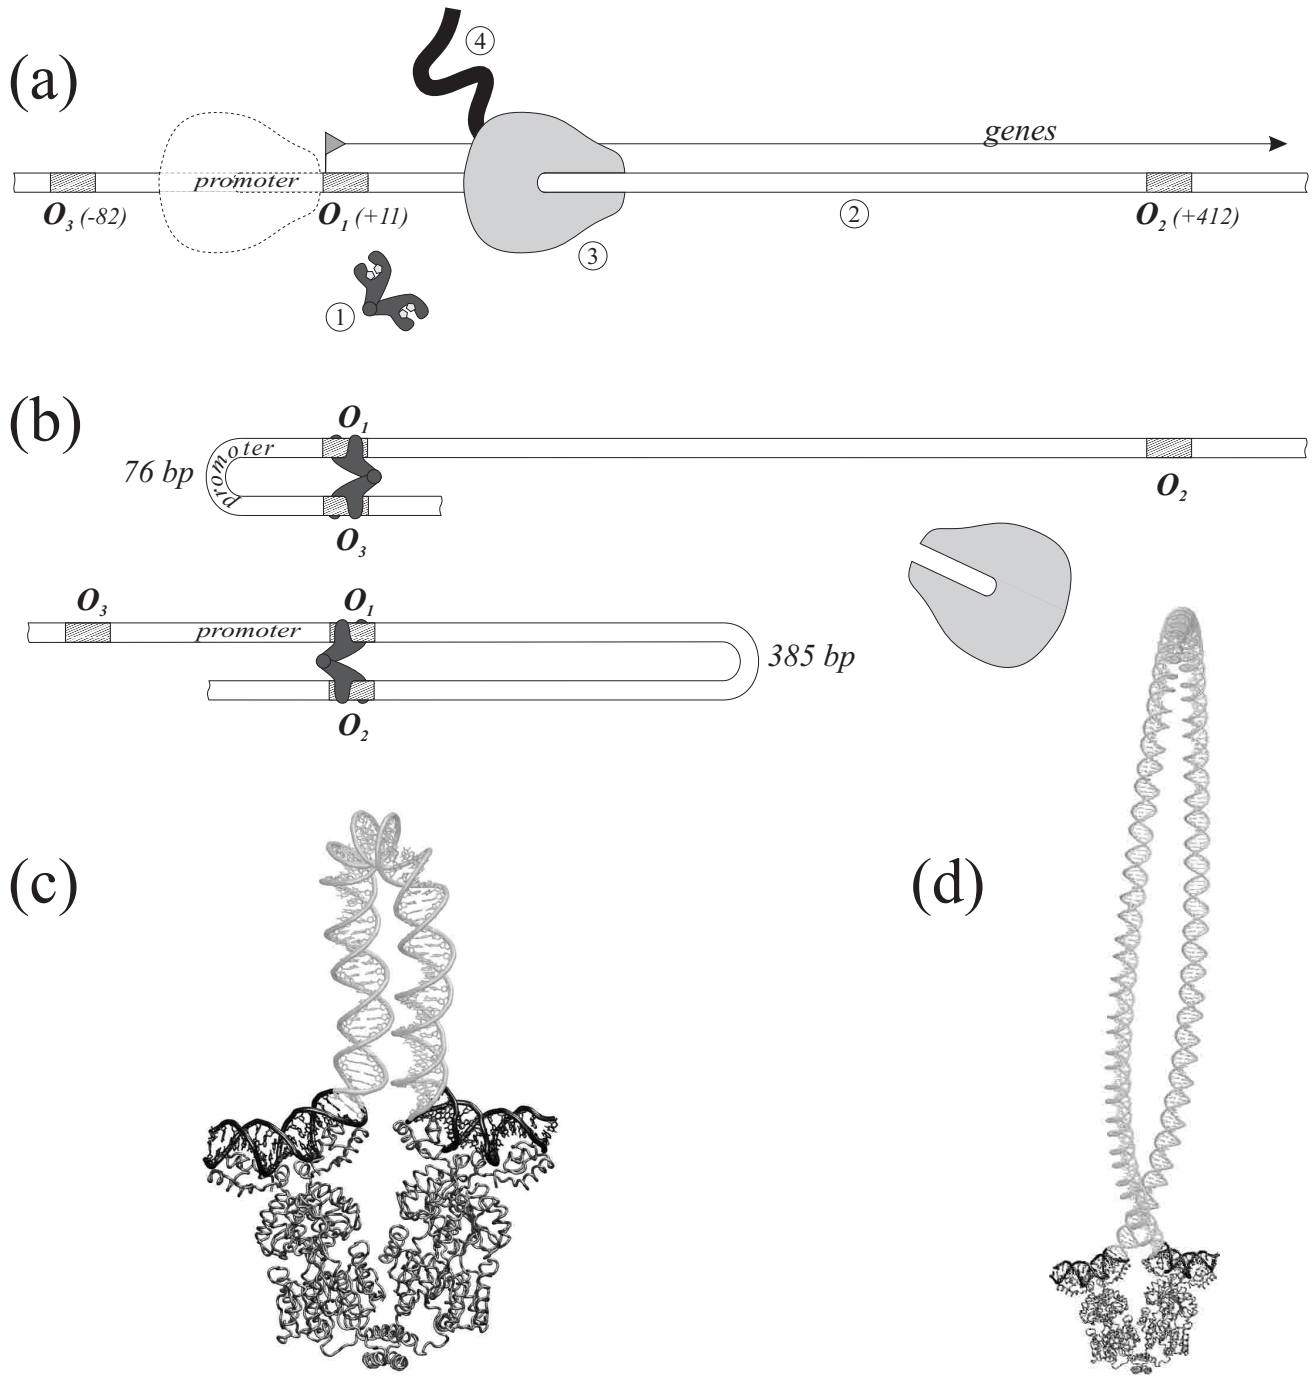 (a)
④
genes
promoter
O₃ (-82)
O₁ (+11)
②
O₂ (+412)
③
①
(b)
O₁
promoter
76 bp
O₂
O₃
O₃
O₁
promoter
385 bp
O₂
(c)
(d)